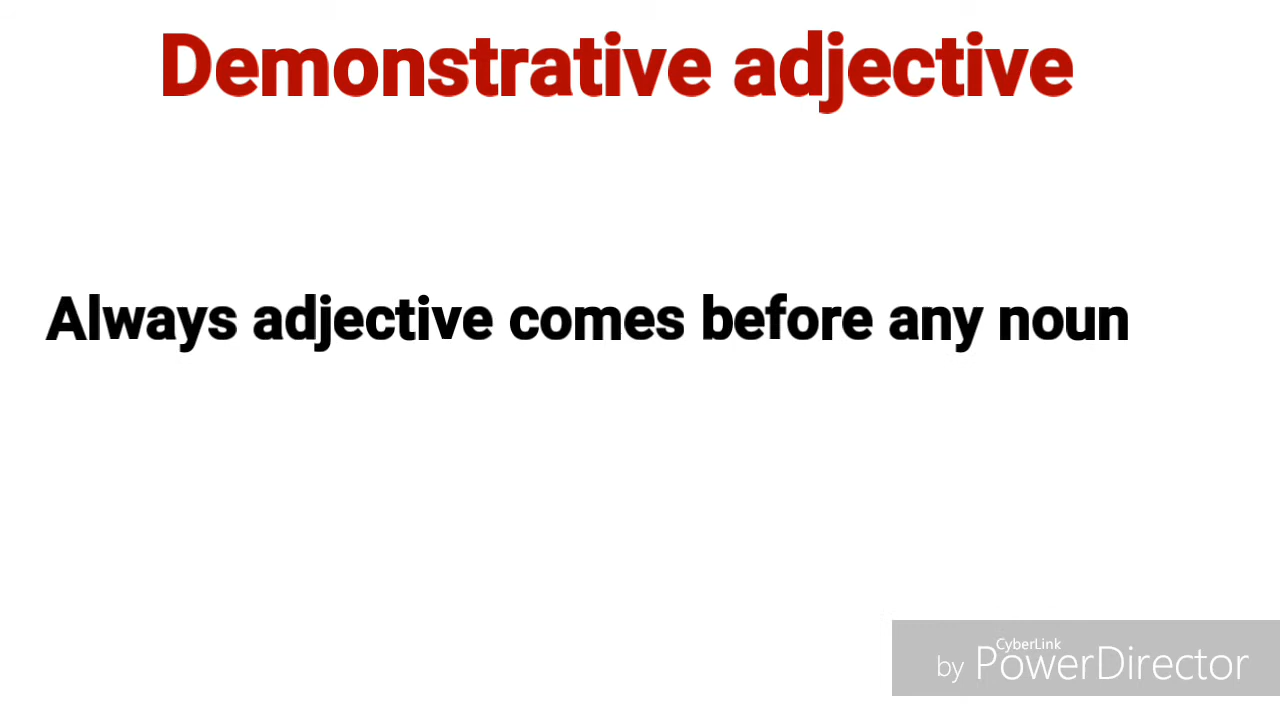 Demonstrative adjective
Always adjective comes before any noun
CyberLink
by PowerDirector